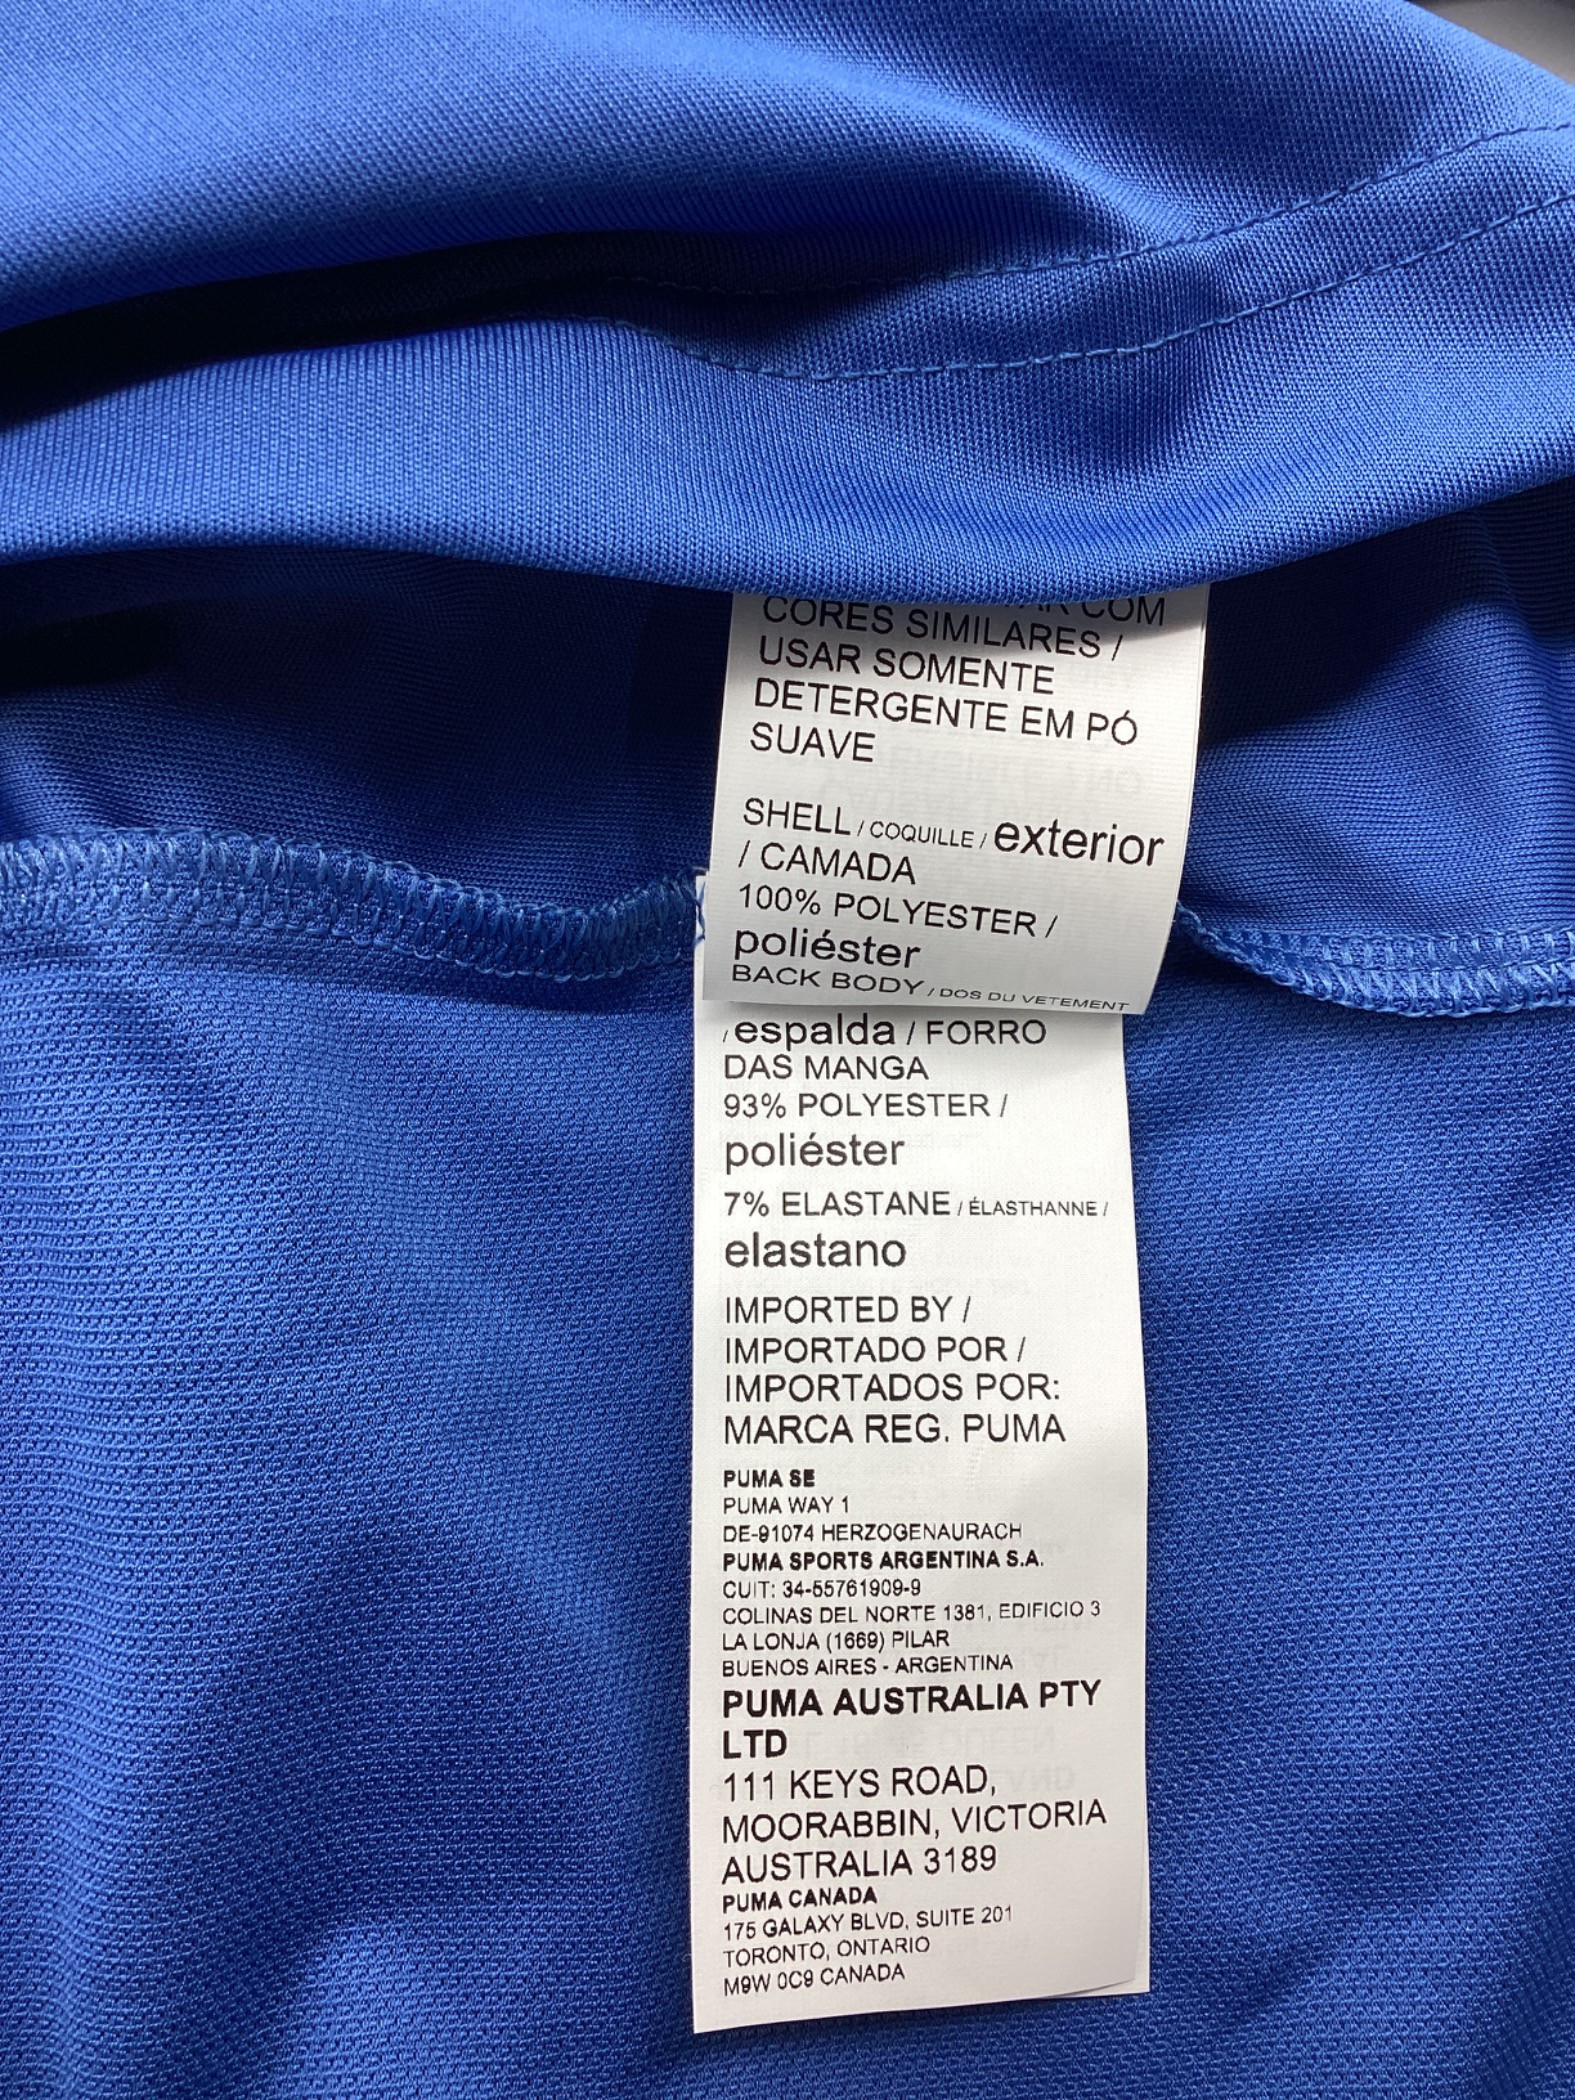 COM
CORES SIMILARES /
USAR SOMENTE
DETERGENTE EM PÓ
SUAVE
SHELL / COQUILLE / exterior
/ CAMADA
100% POLYESTER /
poliéster
BACK BODY / DOS DU VETEMENT
/ espalda / FORRO
DAS MANGA
93% POLYESTER /
poliéster
7% ELASTANE / ÉLASTHANNE /
elastano
IMPORTED BY /
IMPORTADO POR /
IMPORTADOS POR:
MARCA REG. PUMA
PUMA SE
PUMA WAY 1
DE-91074 HERZOGENAURACH
PUMA SPORTS ARGENTINA S.A.
CUIT: 34-55761909-9
COLINAS DEL NORTE 1381, EDIFICIO 3
LA LONJA (1669) PILAR
BUENOS AIRES - ARGENTINA
PUMA AUSTRALIA PTY
LTD
111 KEYS ROAD,
MOORABBIN, VICTORIA
AUSTRALIA 3189
PUMA CANADA
175 GALAXY BLVD, SUITE 201
TORONTO, ONTARIO
M9W 0C9 CANADA